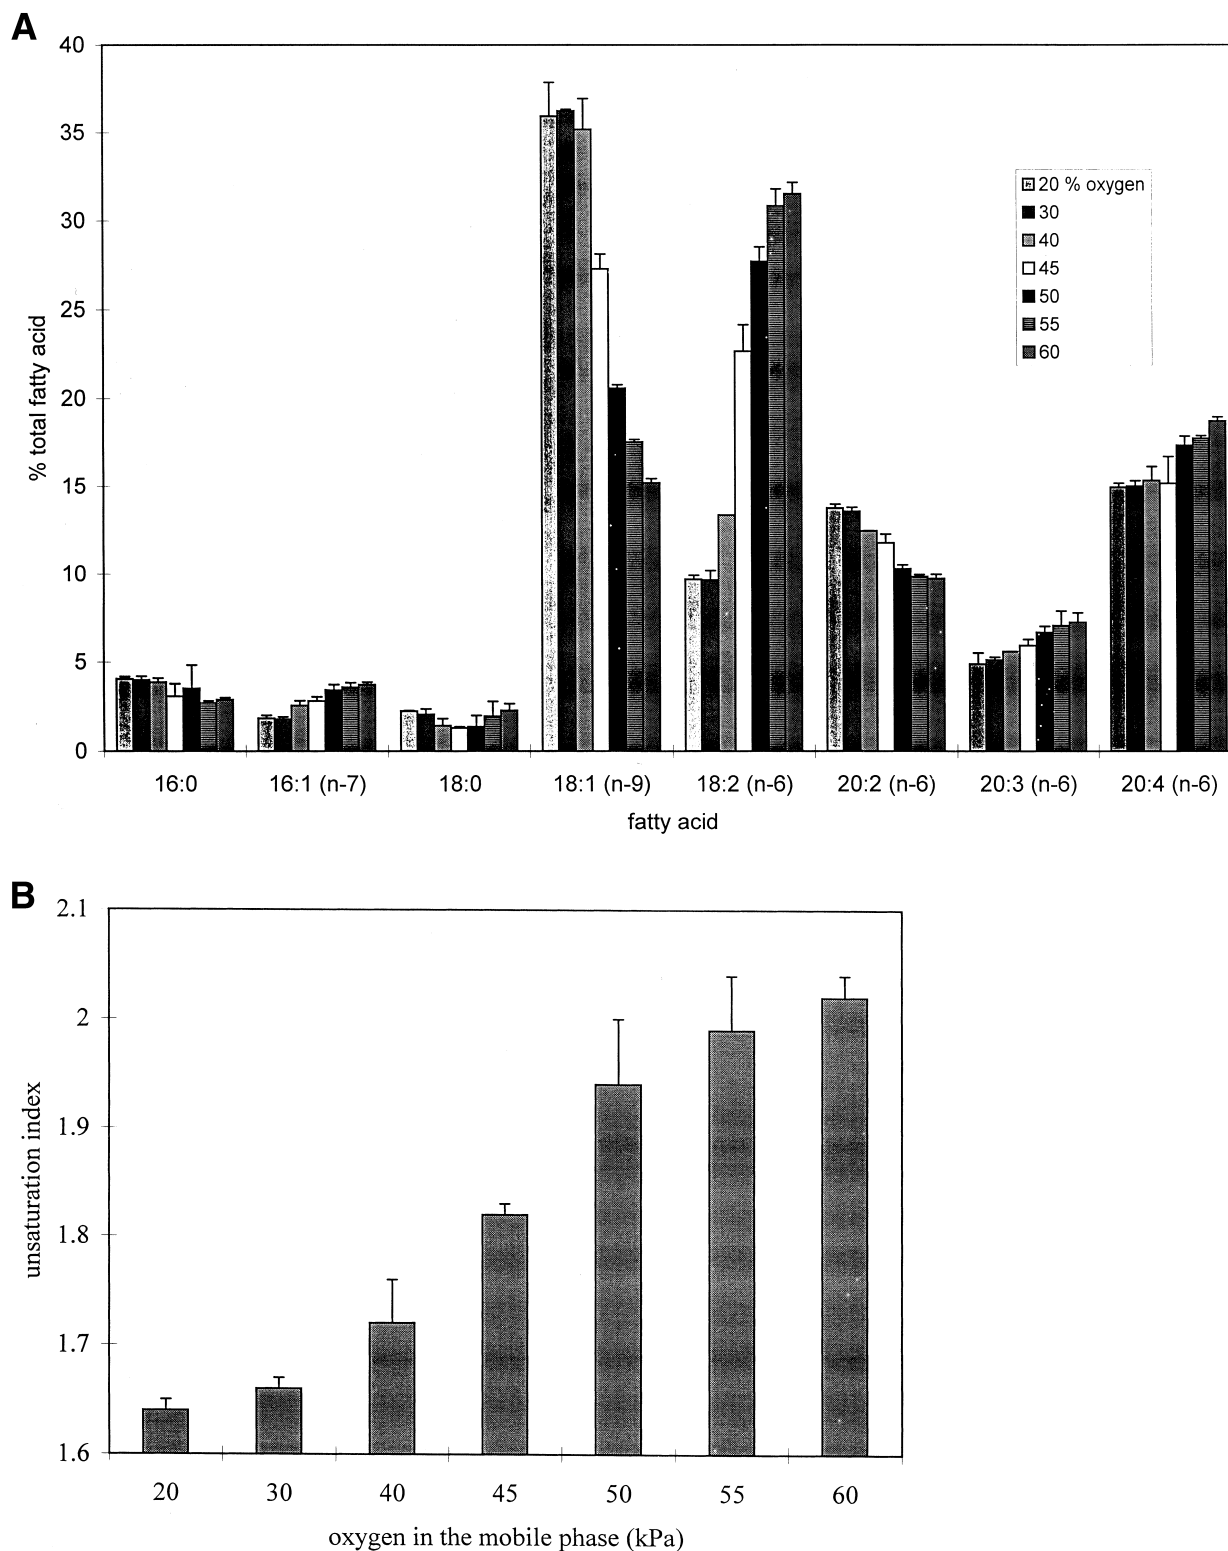 A
40
35
30
25
20
15
10
5
0
% total fatty acid
20 % oxygen
30
40
45
50
55
60
16:0 16:1 (n-7) 18:0 18:1 (n-9) 18:2 (n-6) 20:2 (n-6) 20:3 (n-6) 20:4 (n-6)
fatty acid
B
2.1
2
1.9
1.8
1.7
1.6
unsaturation index
20 30 40 45 50 55 60
oxygen in the mobile phase (kPa)